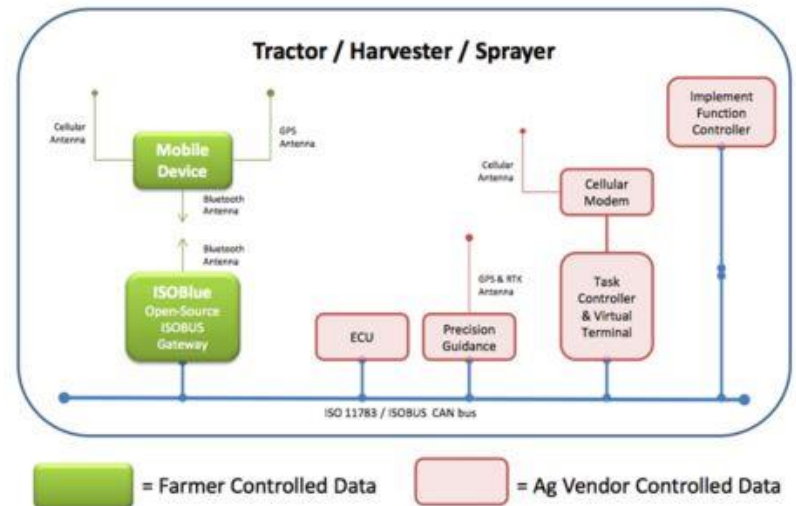 Tractor / Harvester / Sprayer
Cellular
Antenna
GPS
Antenna
Mobile
Device
Bluetooth
Antenna
Bluetooth
Antenna
ISOBlue
Open-Source
ISOBUS
Gateway
ECU
GPS & RTK
Antenna
Precision
Guidance
Cellular
Antenna
Cellular
Modem
Task
Controller
& Virtual
Terminal
Implement
Function
Controller
ISO 11783 / ISOBUS CAN bus
= Farmer Controlled Data
= Ag Vendor Controlled Data